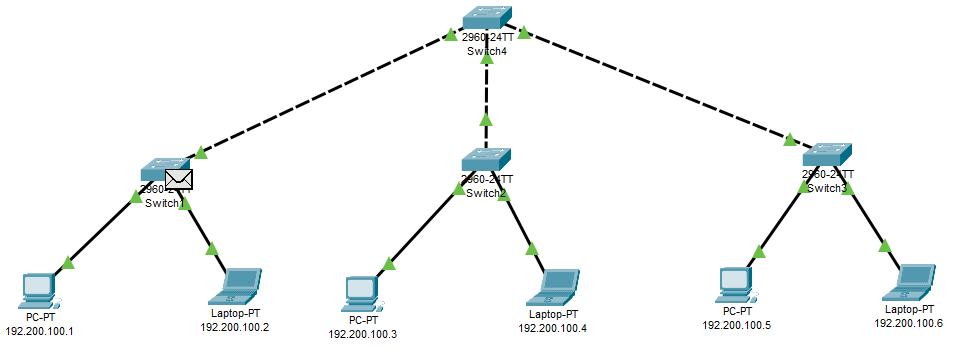 2960-24TT
Switch4
2960-24TT
Switch1
2960-24TT
Switch2
2960-24TT
Switch3
PC-PT
192.200.100.1
Laptop-PT
192.200.100.2
PC-PT
192.200.100.3
Laptop-PT
192.200.100.4
PC-PT
192.200.100.5
Laptop-PT
192.200.100.6